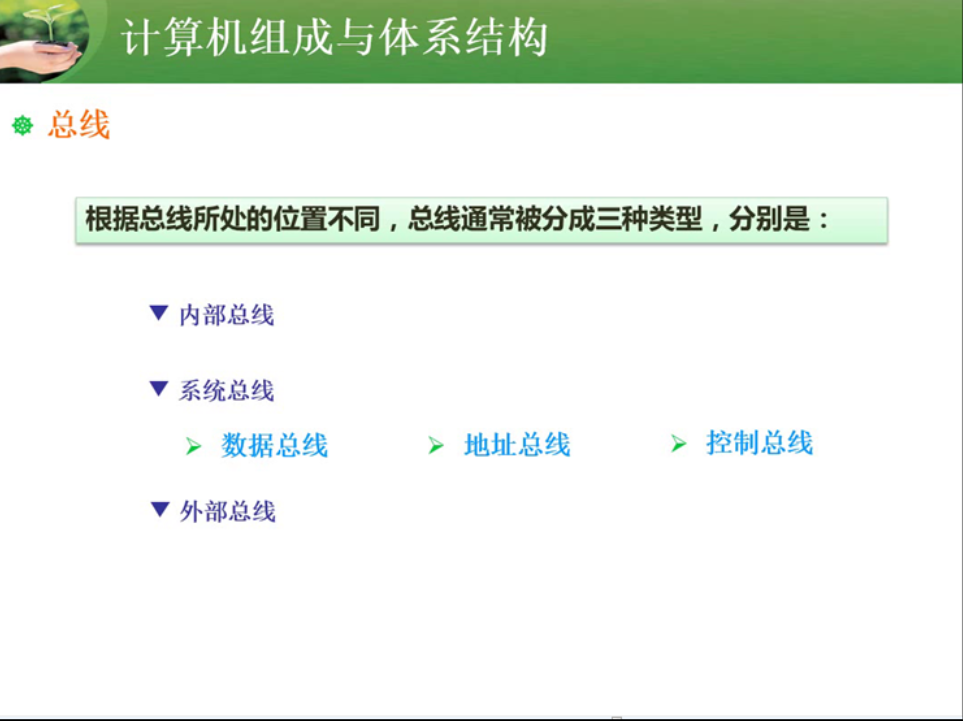 计算机组成与体系结构
总线
根据总线所处的位置不同，总线通常被分成三种类型，分别是：
内部总线
系统总线
数据总线 地址总线 控制总线
外部总线